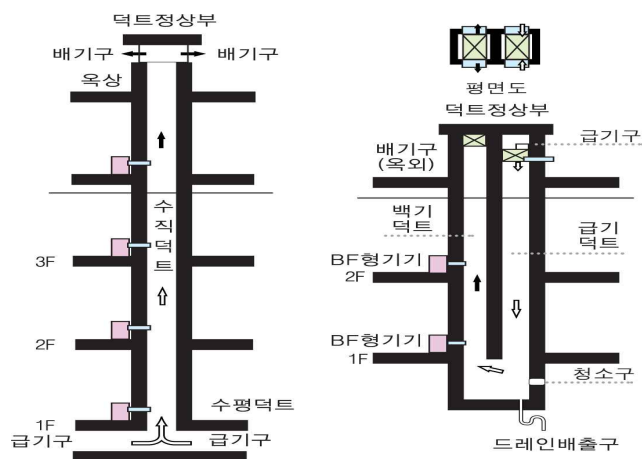 덕트정상부
배기구 배기구
옥상
수직덕트
3F
2F
1F
수평덕트
급기구 급기구
평면도
덕트정상부
급기구
배기구
(옥외)
백기
덕트
급기
덕트
BF형기기
2F
BF형기기
1F
청소구
드레인배출구